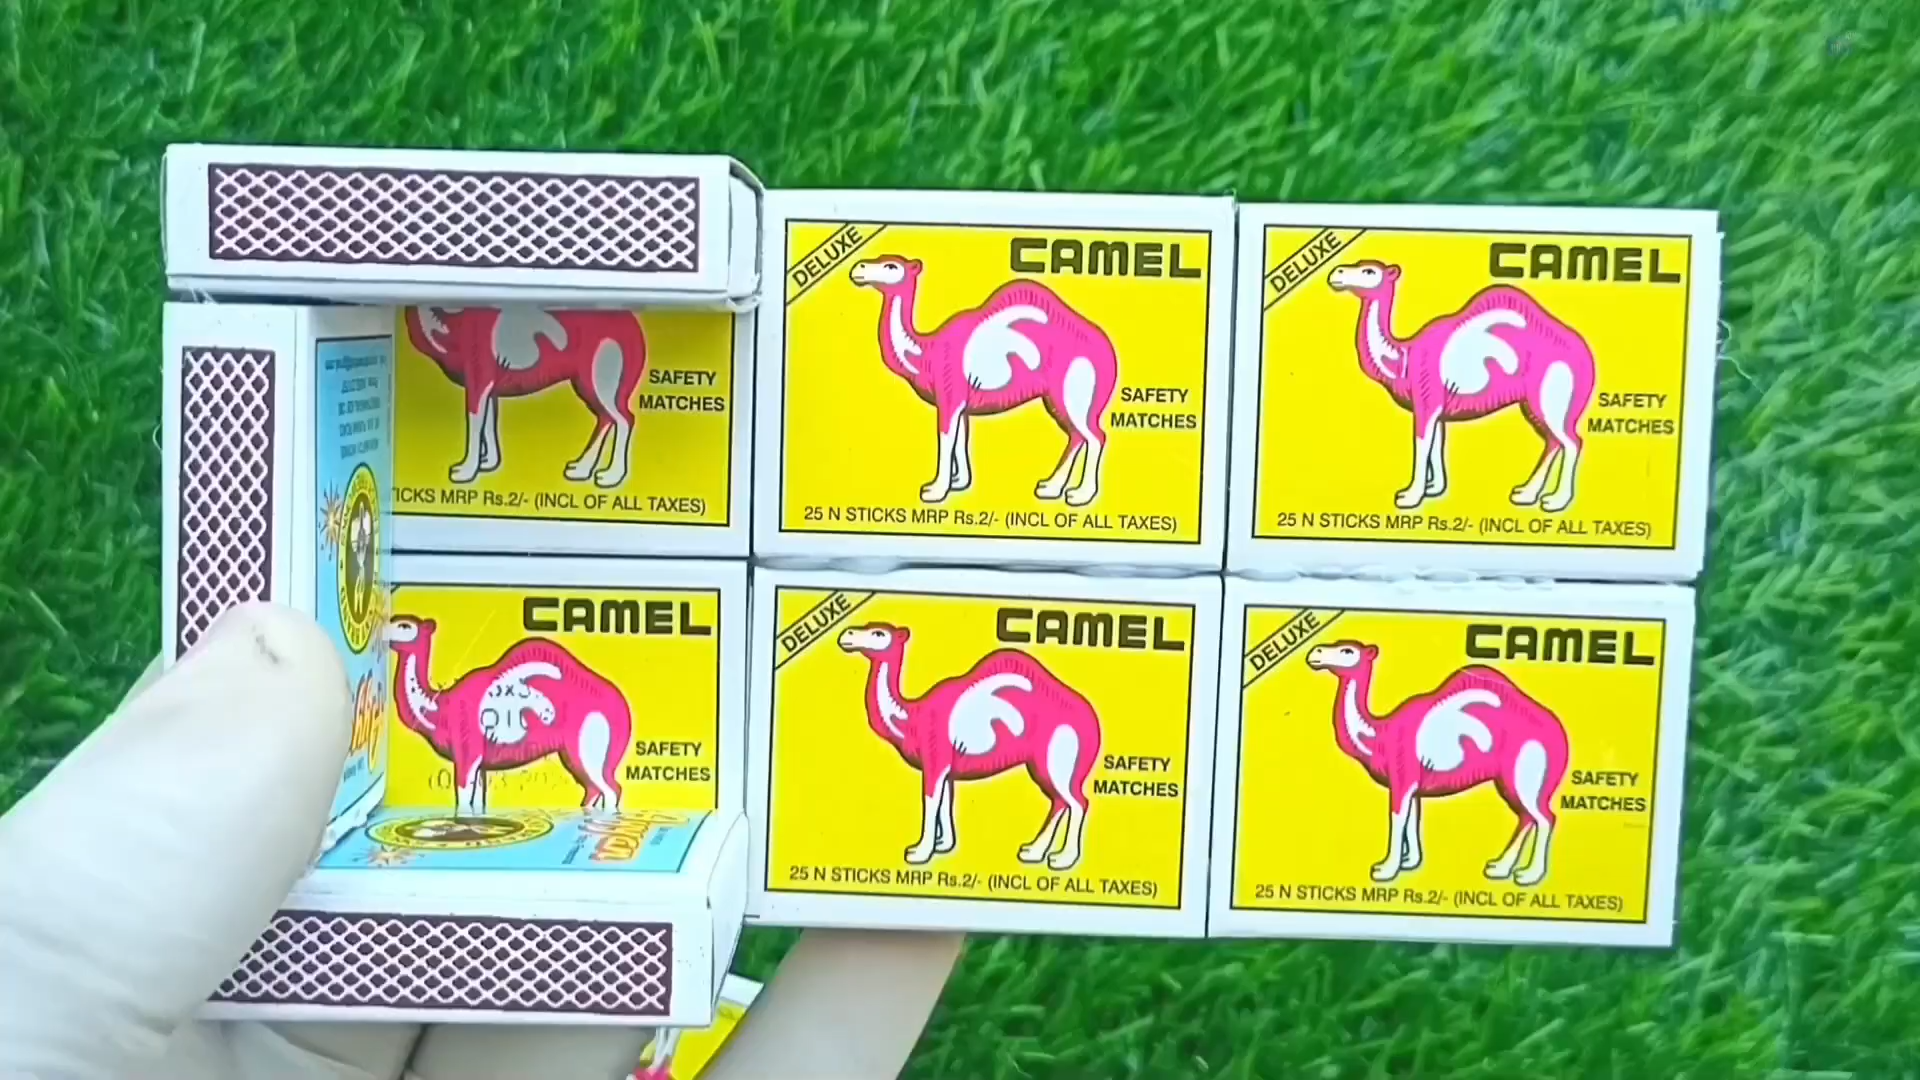 SAFETY
MATCHES
TICKS MRP Rs.2/- (INCL OF ALL TAXES)
DELUXE
CAMEL
SAFETY
MATCHES
25 N STICKS MRP Rs.2/- (INCL OF ALL TAXES)
DELUXE
CAMEL
SAFETY
MATCHES
25 N STICKS MRP Rs.2/- (INCL OF ALL TAXES)
CAMEL
SAFETY
MATCHES
DELUXE
CAMEL
SAFETY
MATCHES
25 N STICKS MRP Rs.2/- (INCL OF ALL TAXES)
DELUXE
CAMEL
SAFETY
MATCHES
25 N STICKS MRP Rs.2/- (INCL OF ALL TAXES)